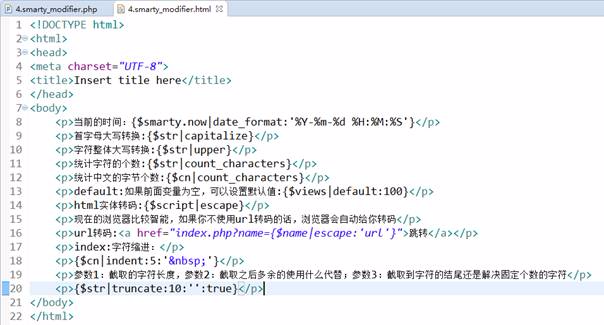 4.smarty_modifier.php 4.smarty_modifier.html
1 <!DOCTYPE html>
2 <html>
3 <head>
4 <meta charset="UTF-8">
5 <title>Insert title here</title>
6 </head>
7 <body>
8 <p>当前的时间：{$smarty.now|date_format:'%Y-%m-%d %H:%M:%S'}</p>
9 <p>首字母大写转换:{$str|capitalize}</p>
10 <p>字符整体大写转换:{$str|upper}</p>
11 <p>统计字符的个数:{$str|count_characters}</p>
12 <p>统计中文的字节个数:{$cn|count_characters}</p>
13 <p>default:如果前面变量为空，可以设置默认值:{$views|default:100}</p>
14 <p>html实体转码:{$script|escape}</p>
15 <p>现在的浏览器比较智能，如果你不使用url转码的话，浏览器会自动给你转码</p>
16 <p>url转码:<a href="index.php?name={$name|escape:'url'}">跳转</a></p>
17 <p>index:字符缩进：</p>
18 <p>{$cn|indent:5:'&nbsp;'}</p>
19 <p>参数1：截取的字符长度，参数2：截取之后多余的使用什么代替；参数3：截取到字符的结尾还是解决固定个数的字符</p>
20 <p>{$str|truncate:10:'':true}</p>
21 </body>
22 </html>